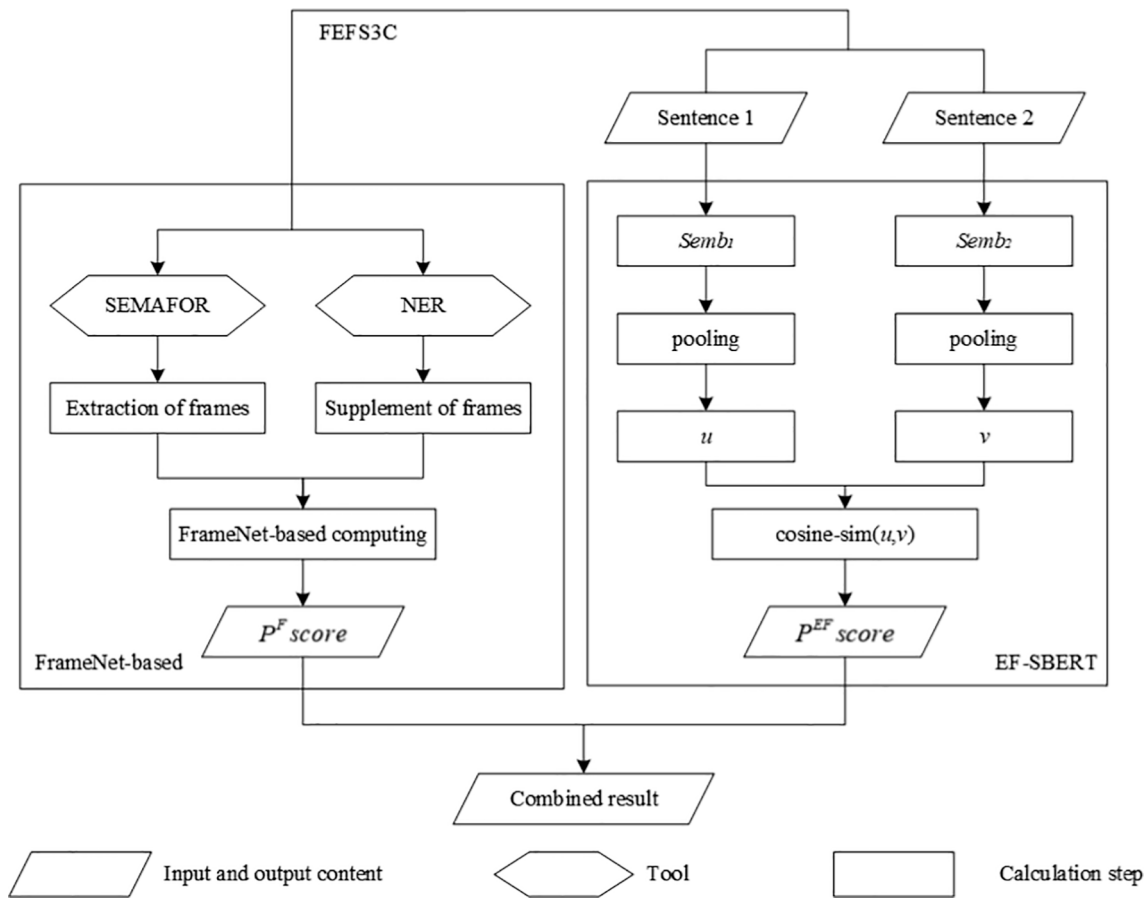 FEFS3C
Sentence 1
Sentence 2
SEMAFOR
NER
Extraction of frames
Supplement of frames
FrameNet-based computing
P^F score
FrameNet-based
Semb₁
Semb₂
pooling
pooling
u
v
cosine-sim(u,v)
P^EF score
EF-SBERT
Combined result
Input and output content
Tool
Calculation step